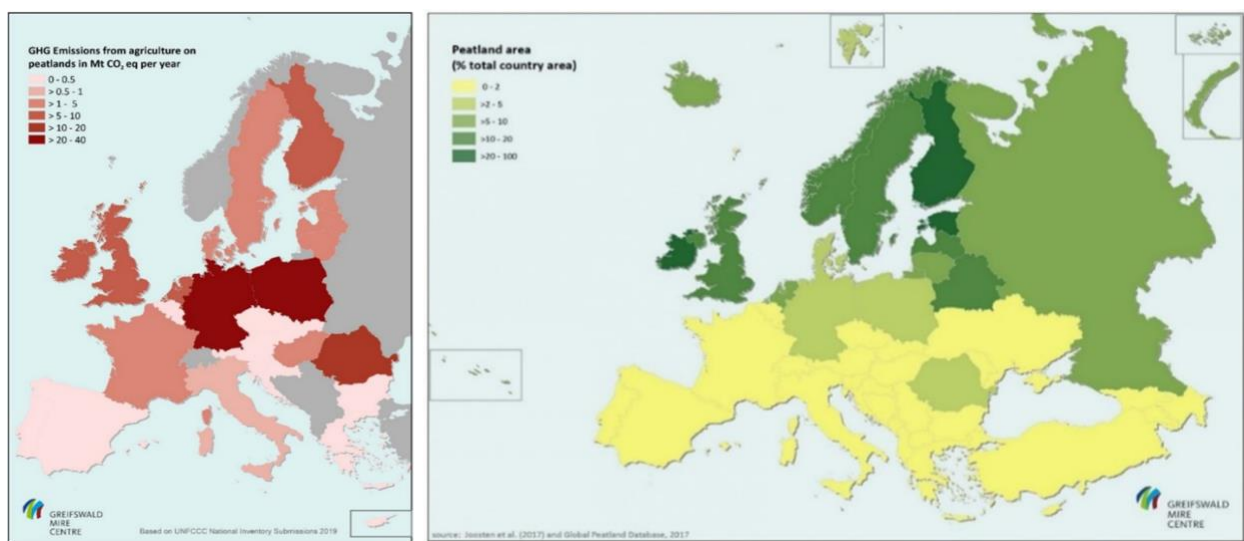 GHG Emissions from agriculture on
peatlands in Mt CO₂ eq per year
0 - 0.5
> 0.5 - 1
> 1 - 5
> 5 - 10
> 10 - 20
> 20 - 40
GREIFSWALD
MIRE
CENTRE
Based on UNFCCC National Inventory Submissions 2019
Peatland area
(% total country area)
0 - 2
>2 - 5
>5 - 10
>10 - 20
>20 - 100
GREIFSWALD
MIRE
CENTRE
source: Joosten et al. (2017) and Global Peatland Database, 2017